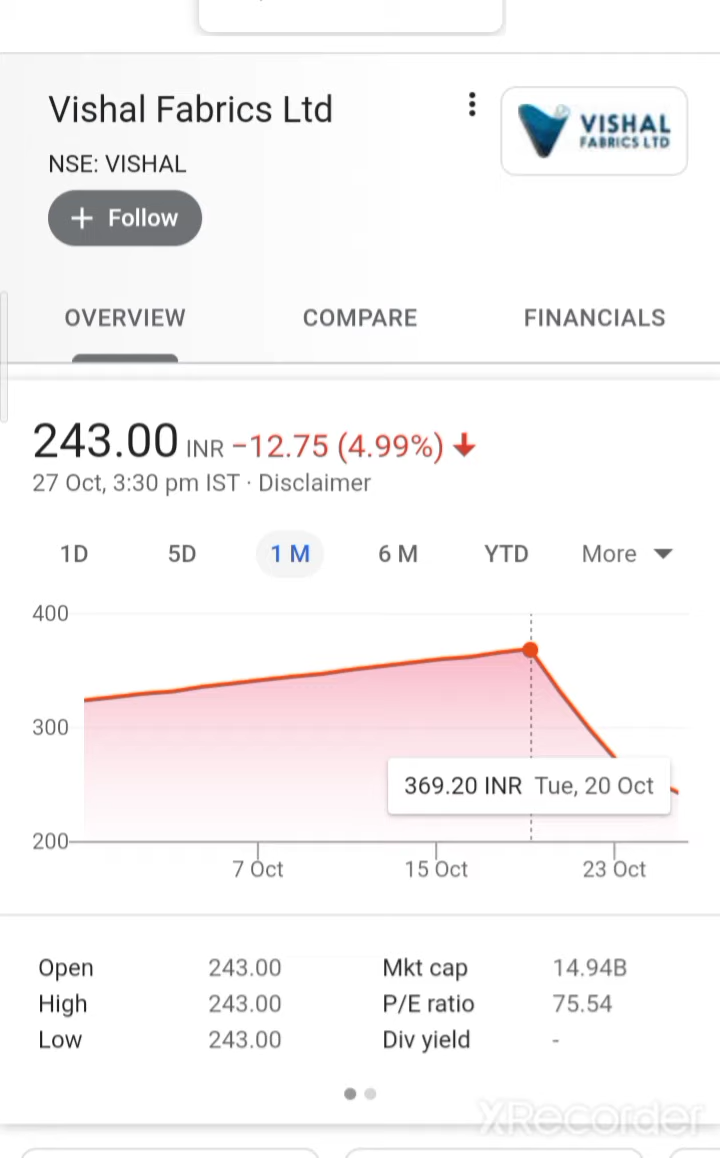 Vishal Fabrics Ltd
NSE: VISHAL
VISHAL
FABRICS LTD
+ Follow
OVERVIEW COMPARE FINANCIALS
243.00 INR −12.75 (4.99%)
27 Oct, 3:30 pm IST · Disclaimer
1D 5D 1 M 6 M YTD More
400
300
369.20 INR Tue, 20 Oct
200
7 Oct 15 Oct 23 Oct
Open 243.00 Mkt cap 14.94B
High 243.00 P/E ratio 75.54
Low 243.00 Div yield -
XRecorder